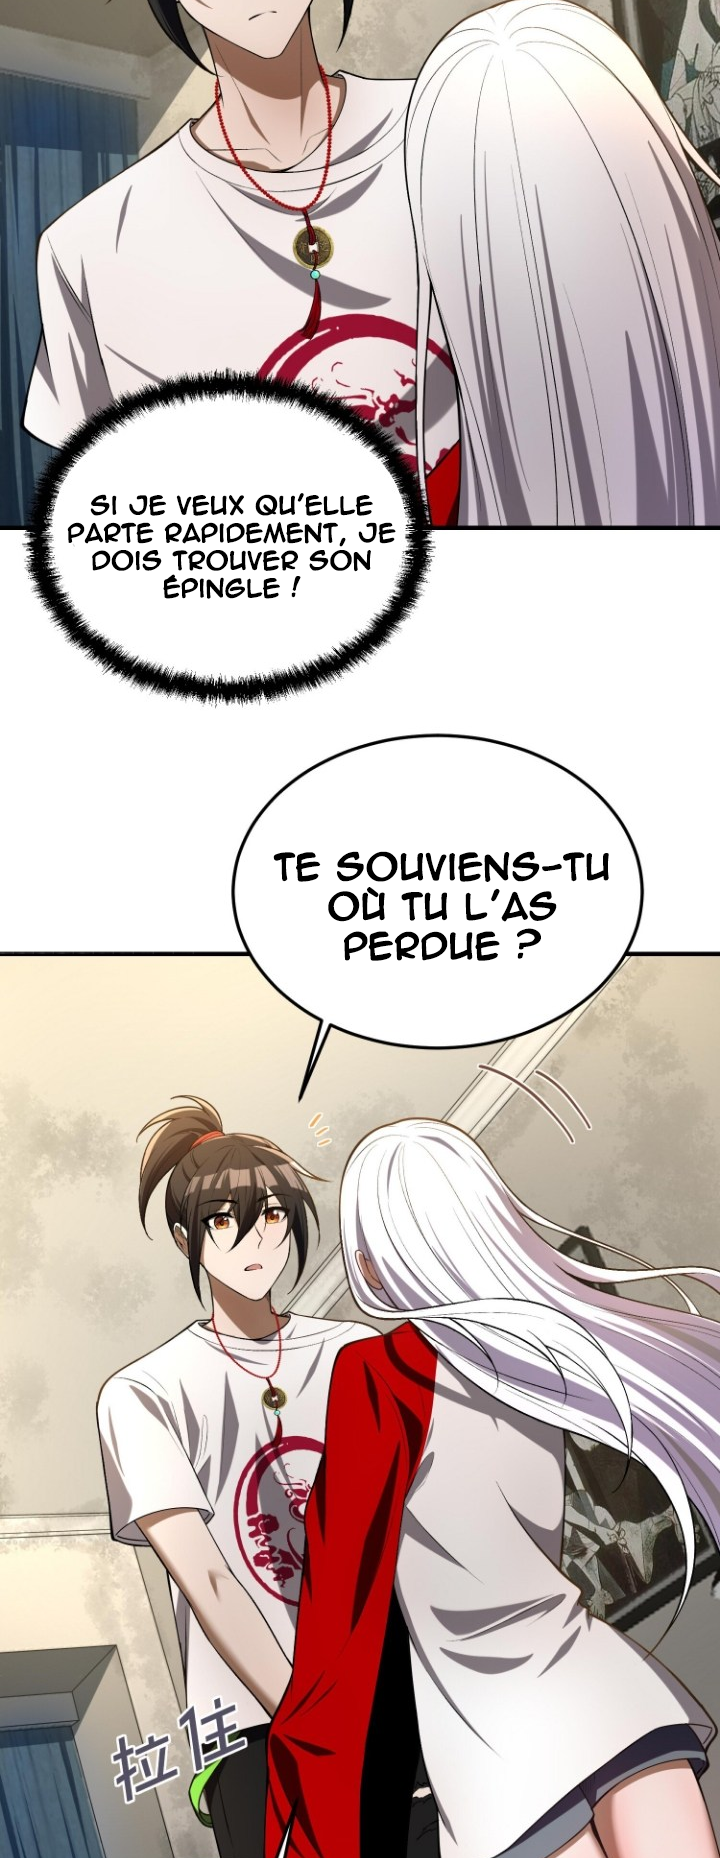 SI JE VEUX QU'ELLE
PARTE RAPIDEMENT, JE
DOIS TROUVER SON
ÉPINGLE !
TE SOUVIENS-TU
OÙ TU L'AS
PERDUE ?
拉住